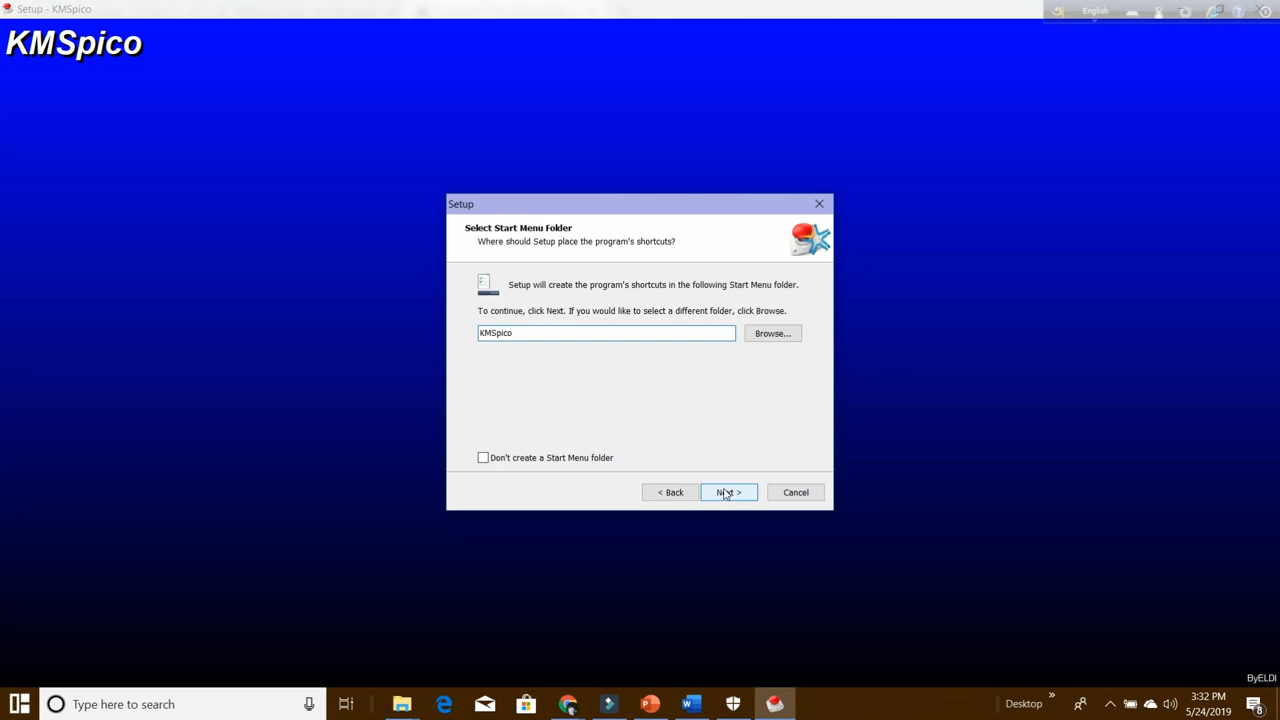 Setup - KMSpico
English
KMSpico
Setup
Select Start Menu Folder
Where should Setup place the program's shortcuts?
Setup will create the program's shortcuts in the following Start Menu folder.
To continue, click Next. If you would like to select a different folder, click Browse.
KMSpico
Browse...
Don't create a Start Menu folder
< Back
Next >
Cancel
ByELDI
Type here to search
Desktop
3:32 PM
5/24/2019
8